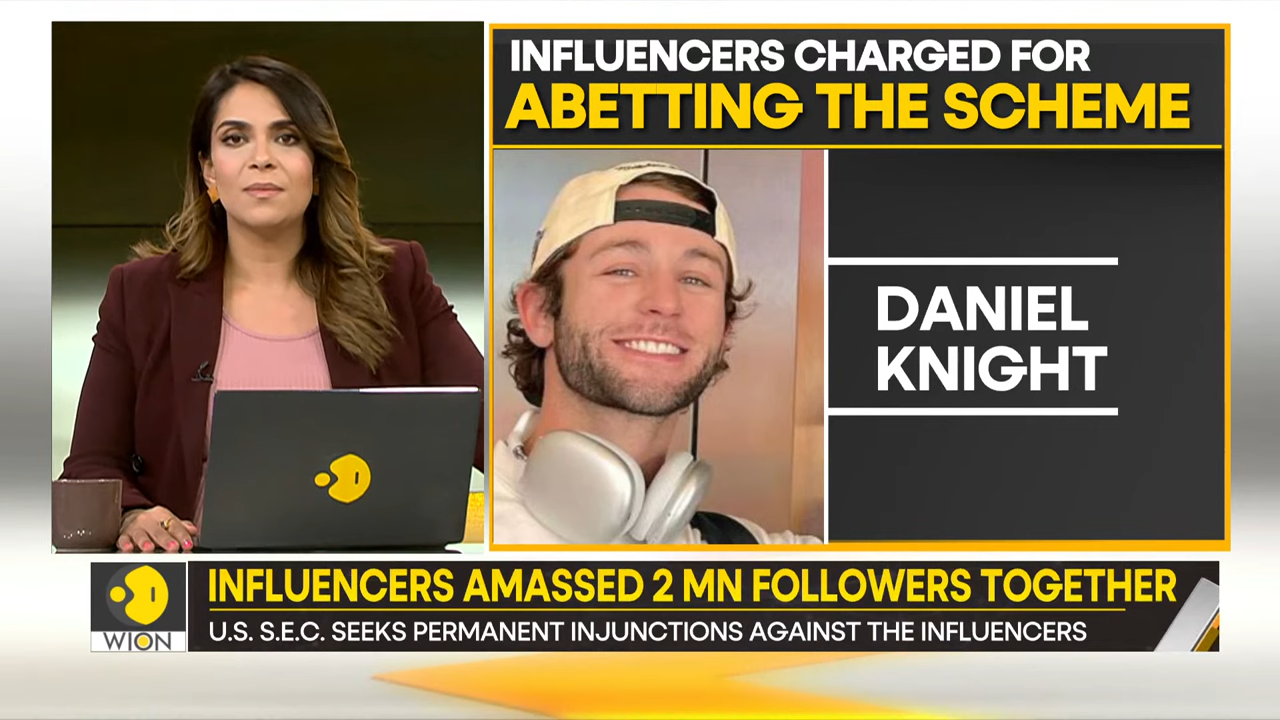 INFLUENCERS CHARGED FOR
ABETTING THE SCHEME
DANIEL
KNIGHT
INFLUENCERS AMASSED 2 MN FOLLOWERS TOGETHER
U.S. S.E.C. SEEKS PERMANENT INJUNCTIONS AGAINST THE INFLUENCERS
WION